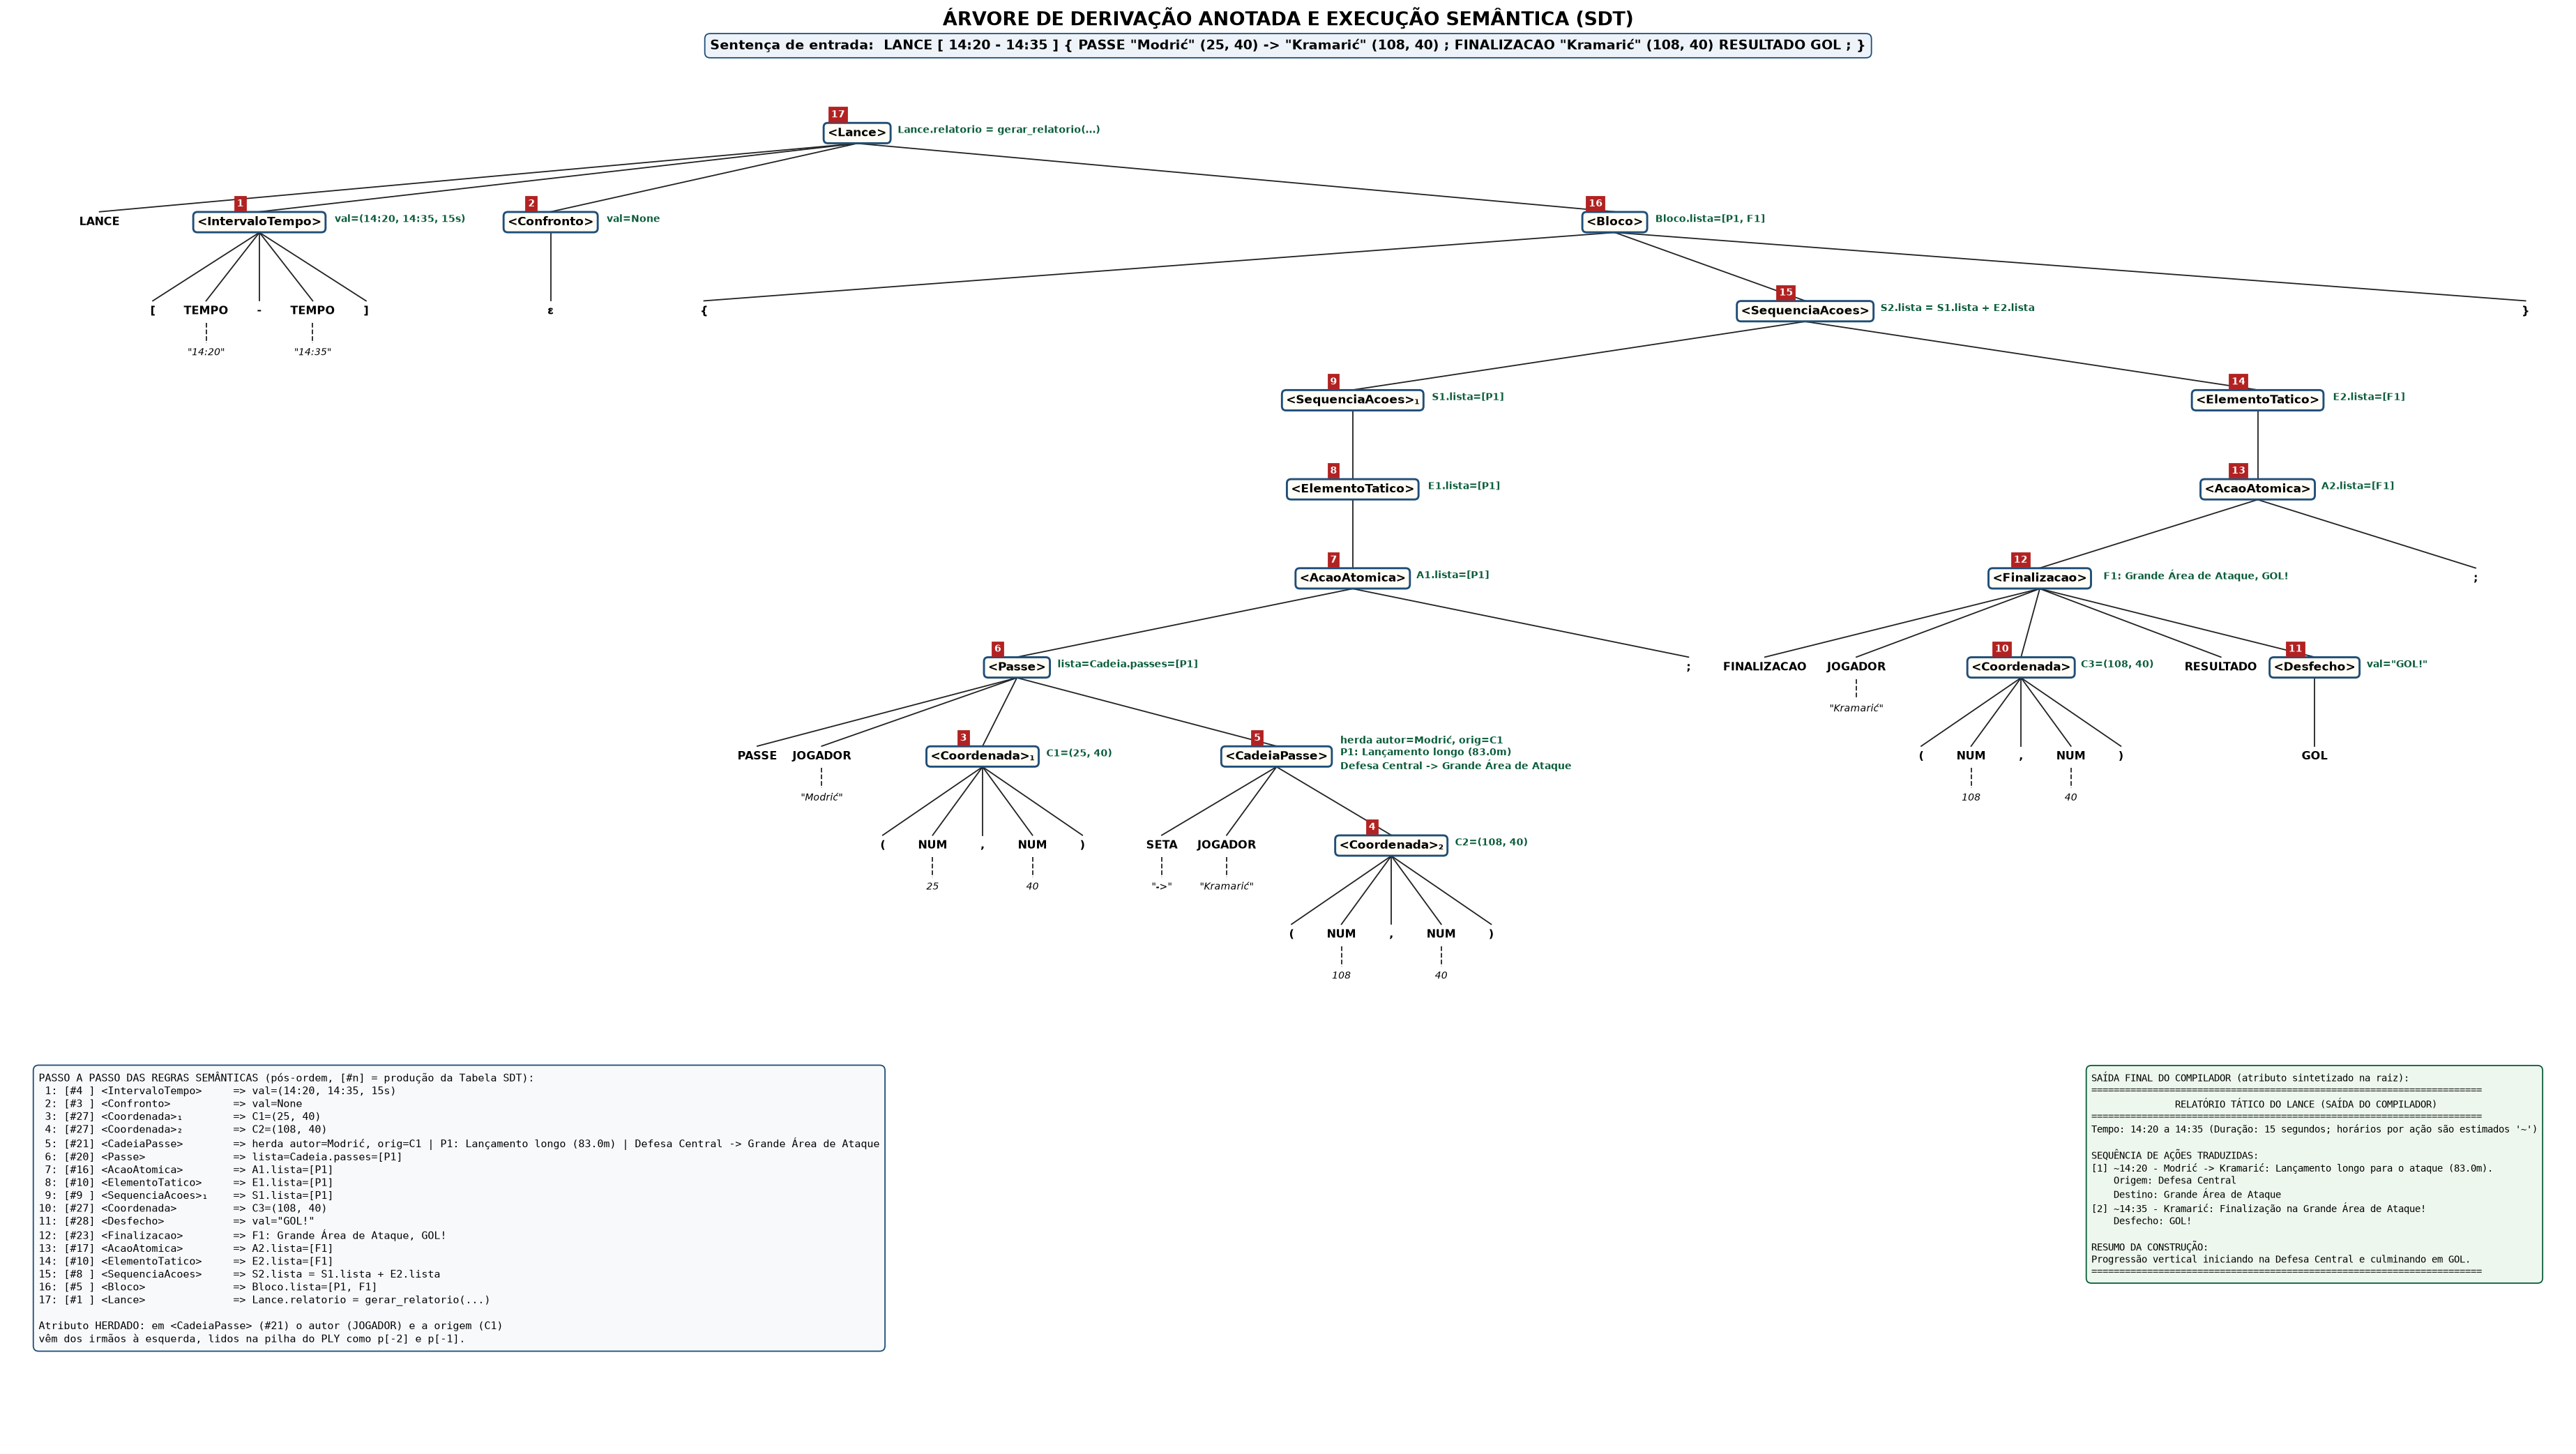 ÁRVORE DE DERIVAÇÃO ANOTADA E EXECUÇÃO SEMÂNTICA (SDT)
Sentença de entrada:  LANCE [ 14:20 - 14:35 ] { PASSE "Modrić" (25, 40) -> "Kramarić" (108, 40) ; FINALIZACAO "Kramarić" (108, 40) RESULTADO GOL ; }
17
<Lance> Lance.relatorio = gerar_relatorio(...)
1 2 16
LANCE <IntervaloTempo> val=(14:20, 14:35, 15s) <Confronto> val=None <Bloco> Bloco.lista=[P1, F1]
15
[ TEMPO - TEMPO ] ε { <SequenciaAcoes> S2.lista = S1.lista + E2.lista }
"14:20" "14:35"
9 14
<SequenciaAcoes>₁ S1.lista=[P1] <ElementoTatico> E2.lista=[F1]
8 13
<ElementoTatico> E1.lista=[P1] <AcaoAtomica> A2.lista=[F1]
7 12
<AcaoAtomica> A1.lista=[P1] <Finalizacao> F1: Grande Área de Ataque, GOL! ;
6 10 11
<Passe> lista=Cadeia.passes=[P1] ; FINALIZACAO JOGADOR <Coordenada> C3=(108, 40) RESULTADO <Desfecho> val="GOL!"
"Kramarić"
3 5
PASSE JOGADOR <Coordenada>₁ C1=(25, 40) <CadeiaPasse> herda autor=Modrić, orig=C1
P1: Lançamento longo (83.0m)
Defesa Central -> Grande Área de Ataque
( NUM , NUM ) GOL
"Modrić" 108 40
4
( NUM , NUM ) SETA JOGADOR <Coordenada>₂ C2=(108, 40)
25 40 "->" "Kramarić"
( NUM , NUM )
108 40
PASSO A PASSO DAS REGRAS SEMÂNTICAS (pós-ordem, [#n] = produção da Tabela SDT):
1: [#4 ] <IntervaloTempo> => val=(14:20, 14:35, 15s)
2: [#3 ] <Confronto> => val=None
3: [#27] <Coordenada>₁ => C1=(25, 40)
4: [#27] <Coordenada>₂ => C2=(108, 40)
5: [#21] <CadeiaPasse> => herda autor=Modrić, orig=C1 | P1: Lançamento longo (83.0m) | Defesa Central -> Grande Área de Ataque
6: [#20] <Passe> => lista=Cadeia.passes=[P1]
7: [#16] <AcaoAtomica> => A1.lista=[P1]
8: [#10] <ElementoTatico> => E1.lista=[P1]
9: [#9 ] <SequenciaAcoes>₁ => S1.lista=[P1]
10: [#27] <Coordenada> => C3=(108, 40)
11: [#28] <Desfecho> => val="GOL!"
12: [#23] <Finalizacao> => F1: Grande Área de Ataque, GOL!
13: [#17] <AcaoAtomica> => A2.lista=[F1]
14: [#10] <ElementoTatico> => E2.lista=[F1]
15: [#8 ] <SequenciaAcoes> => S2.lista = S1.lista + E2.lista
16: [#5 ] <Bloco> => Bloco.lista=[P1, F1]
17: [#1 ] <Lance> => Lance.relatorio = gerar_relatorio(...)
Atributo HERDADO: em <CadeiaPasse> (#21) o autor (JOGADOR) e a origem (C1)
vêm dos irmãos à esquerda, lidos na pilha do PLY como p[-2] e p[-1].
SAÍDA FINAL DO COMPILADOR (atributo sintetizado na raiz):
======================================================================
RELATÓRIO TÁTICO DO LANCE (SAÍDA DO COMPILADOR)
======================================================================
Tempo: 14:20 a 14:35 (Duração: 15 segundos; horários por ação são estimados '~')
SEQUÊNCIA DE AÇÕES TRADUZIDAS:
[1] ~14:20 - Modrić -> Kramarić: Lançamento longo para o ataque (83.0m).
Origem: Defesa Central
Destino: Grande Área de Ataque
[2] ~14:35 - Kramarić: Finalização na Grande Área de Ataque!
Desfecho: GOL!
RESUMO DA CONSTRUÇÃO:
Progressão vertical iniciando na Defesa Central e culminando em GOL.
======================================================================